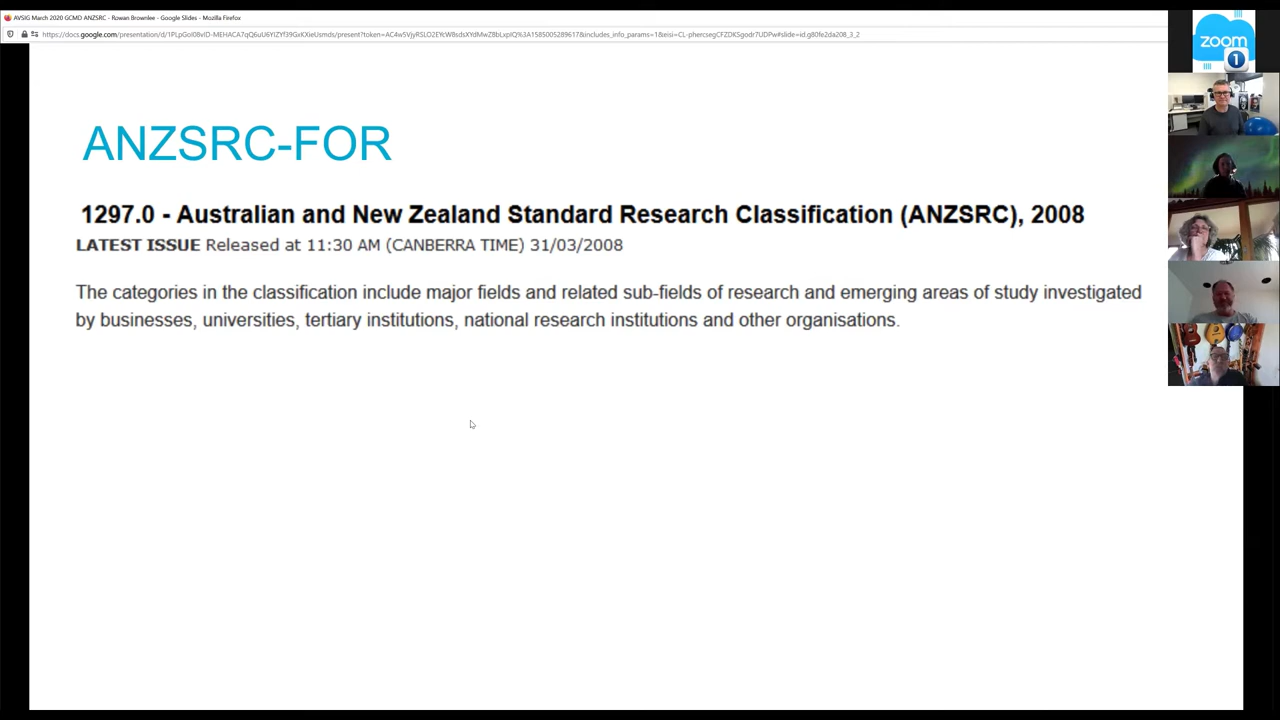 AVSIG March 2020 GCMD ANZSRC - Rowan Brownlee - Google Slides - Mozilla Firefox
zoom
1
ANZSRC-FOR
1297.0 - Australian and New Zealand Standard Research Classification (ANZSRC), 2008
LATEST ISSUE Released at 11:30 AM (CANBERRA TIME) 31/03/2008
The categories in the classification include major fields and related sub-fields of research and emerging areas of study investigated
by businesses, universities, tertiary institutions, national research institutions and other organisations.